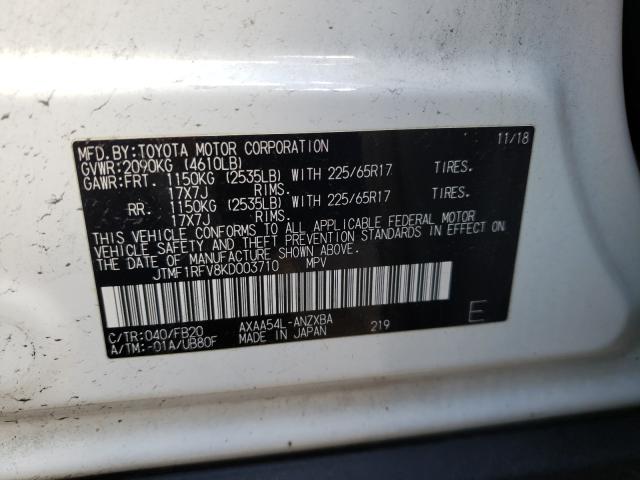 MFD.BY:TOYOTA MOTOR CORPORATION 11/18
GVWR:2090KG (4610LB)
GAWR:FRT. 1150KG (2535LB) WITH 225/65R17 TIRES.
17X7J RIMS.
RR. 1150KG (2535LB) WITH 225/65R17 TIRES.
17X7J RIMS.
THIS VEHICLE CONFORMS TO ALL APPLICABLE FEDERAL MOTOR
VEHICLE SAFETY AND THEFT PREVENTION STANDARDS IN EFFECT ON
THE DATE OF MANUFACTURE SHOWN ABOVE.
JTMF1RFV8KD003710 MPV
C/TR:040/FB20 AXAA54L-ANZXBA E
A/TM:-01A/UB80F MADE IN JAPAN 219